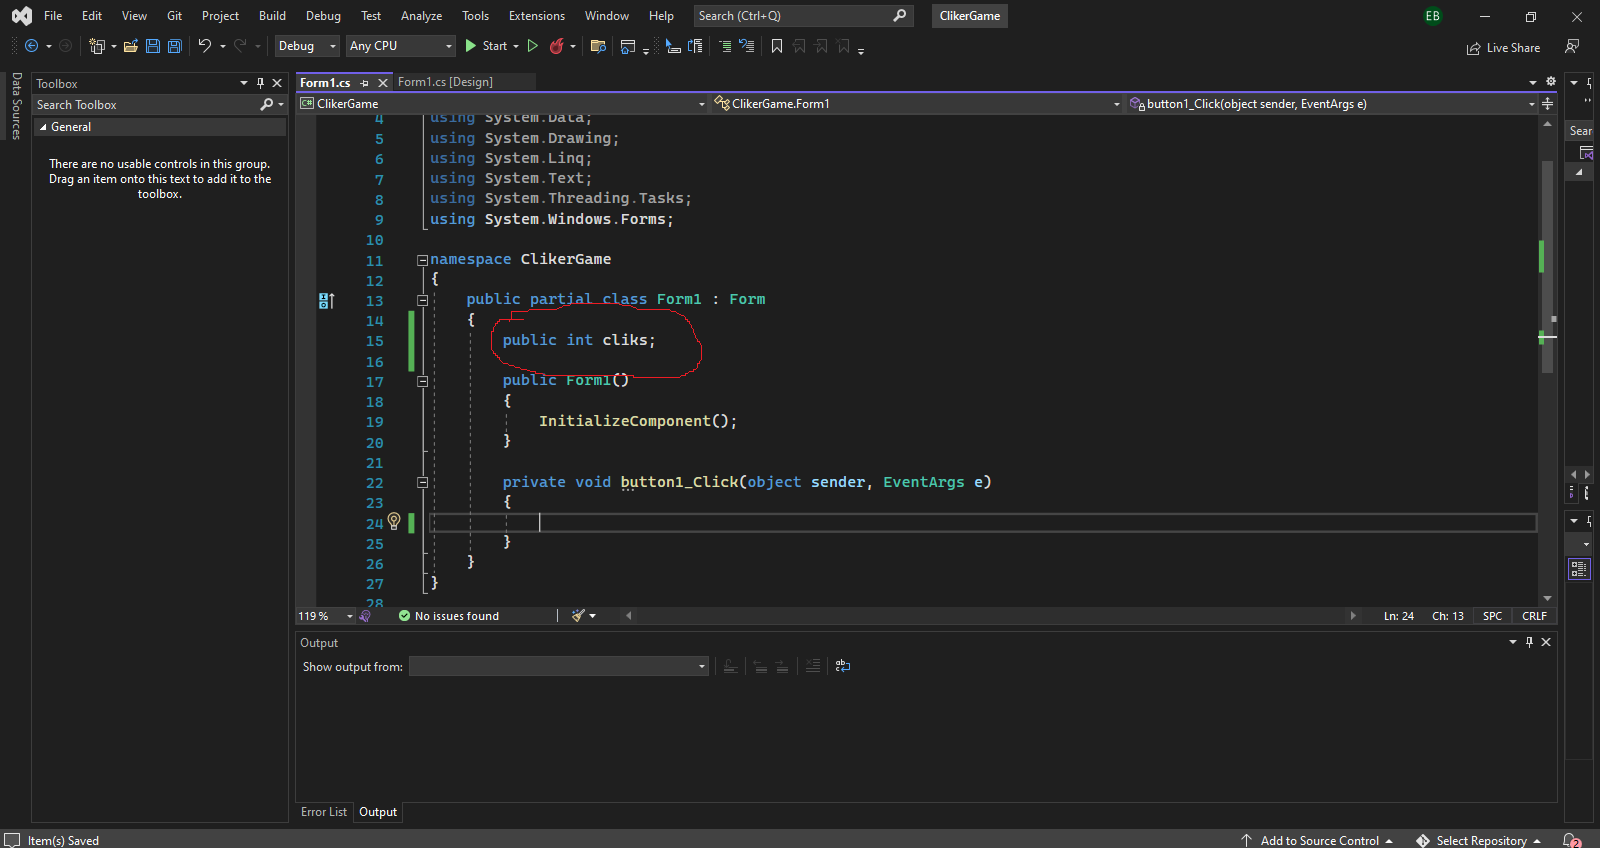 File Edit View Git Project Build Debug Test Analyze Tools Extensions Window Help Search (Ctrl+Q) ClikerGame EB
Debug Any CPU Start Live Share
Data Sources
Toolbox
Search Toolbox
General
There are no usable controls in this group.
Drag an item onto this text to add it to the
toolbox.
Form1.cs Form1.cs [Design]
C# ClikerGame ClikerGame.Form1 button1_Click(object sender, EventArgs e)
4 using System.Data;
5 using System.Drawing;
6 using System.Linq;
7 using System.Text;
8 using System.Threading.Tasks;
9 using System.Windows.Forms;
10
11 namespace ClikerGame
12 {
13 public partial class Form1 : Form
14 {
15 public int cliks;
16
17 public Form1()
18 {
19 InitializeComponent();
20 }
21
22 private void button1_Click(object sender, EventArgs e)
23 {
24
25 }
26 }
27 }
28
119 % No issues found Ln: 24 Ch: 13 SPC CRLF
Sear
Output
Show output from:
Error List Output
Item(s) Saved Add to Source Control Select Repository 2